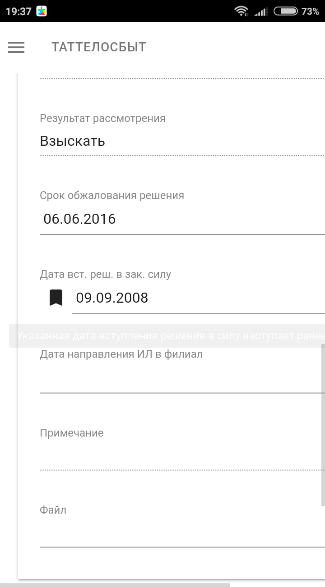 19:37
73%
ТАТТЕЛОСБЫТ
Результат рассмотрения
Взыскать
Срок обжалования решения
06.06.2016
Дата вст. реш. в зак. силу
09.09.2008
Указанная дата вступления решения в силу наступает ране
Дата направления ИЛ в филиал
Примечание
Файл